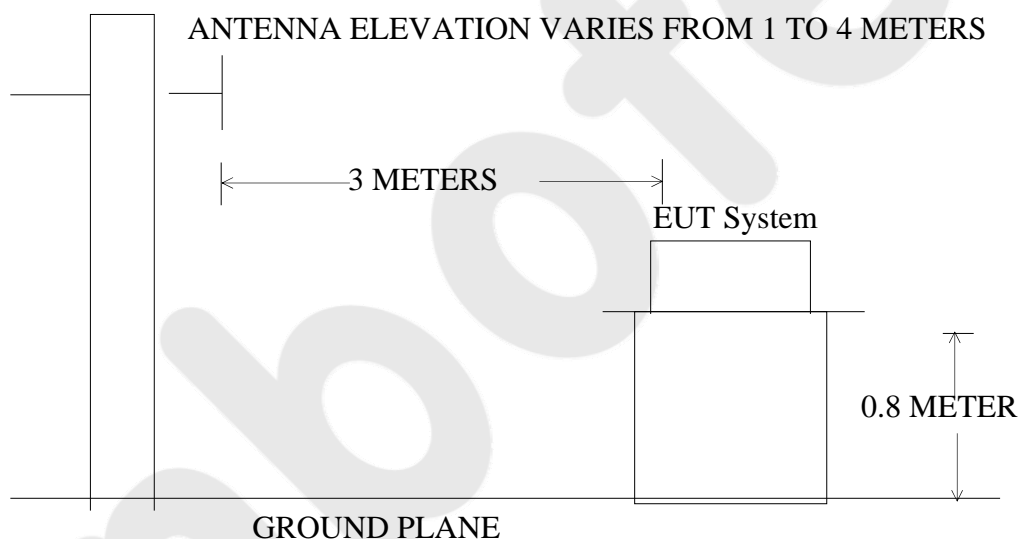 ANTENNA ELEVATION VARIES FROM 1 TO 4 METERS
3 METERS
EUT System
0.8 METER
GROUND PLANE